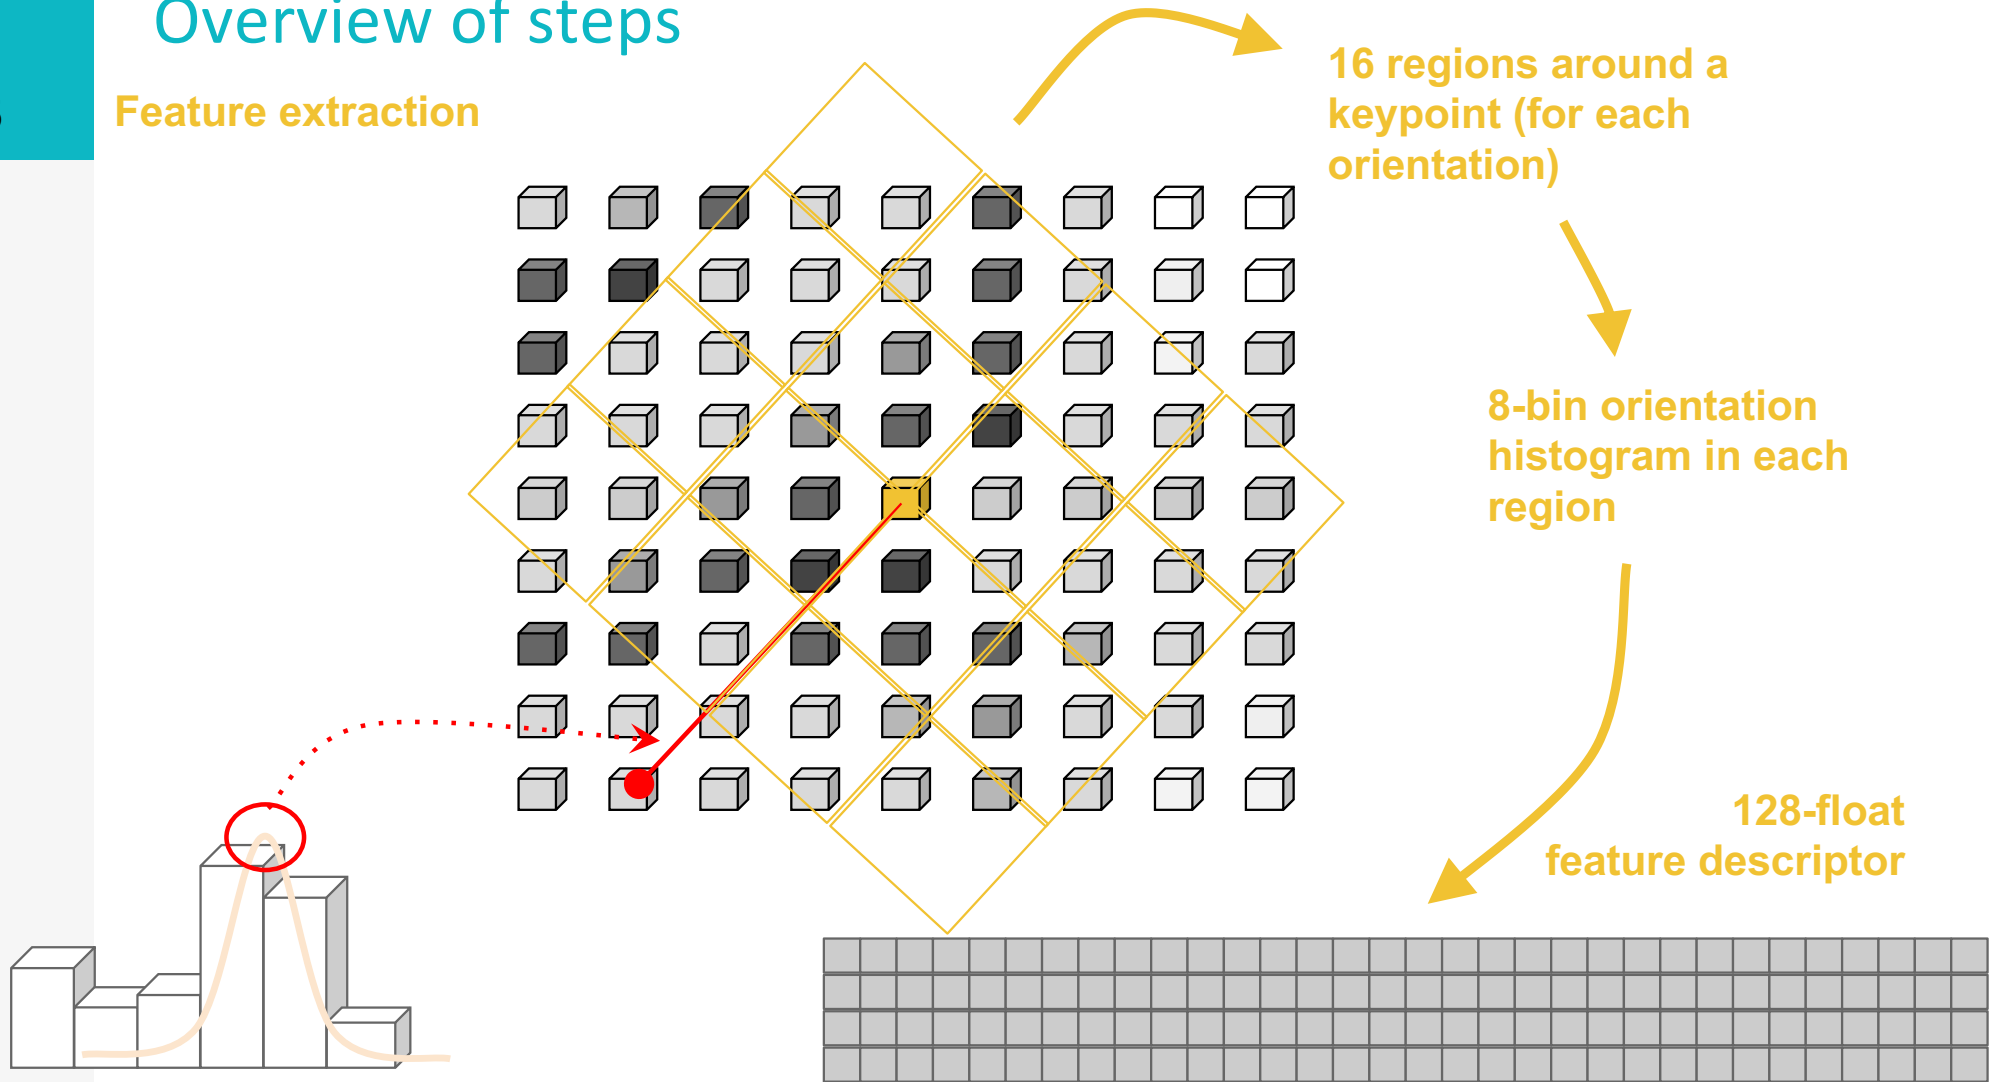 Overview of steps
Feature extraction
16 regions around a
keypoint (for each
orientation)
8-bin orientation
histogram in each
region
128-float
feature descriptor